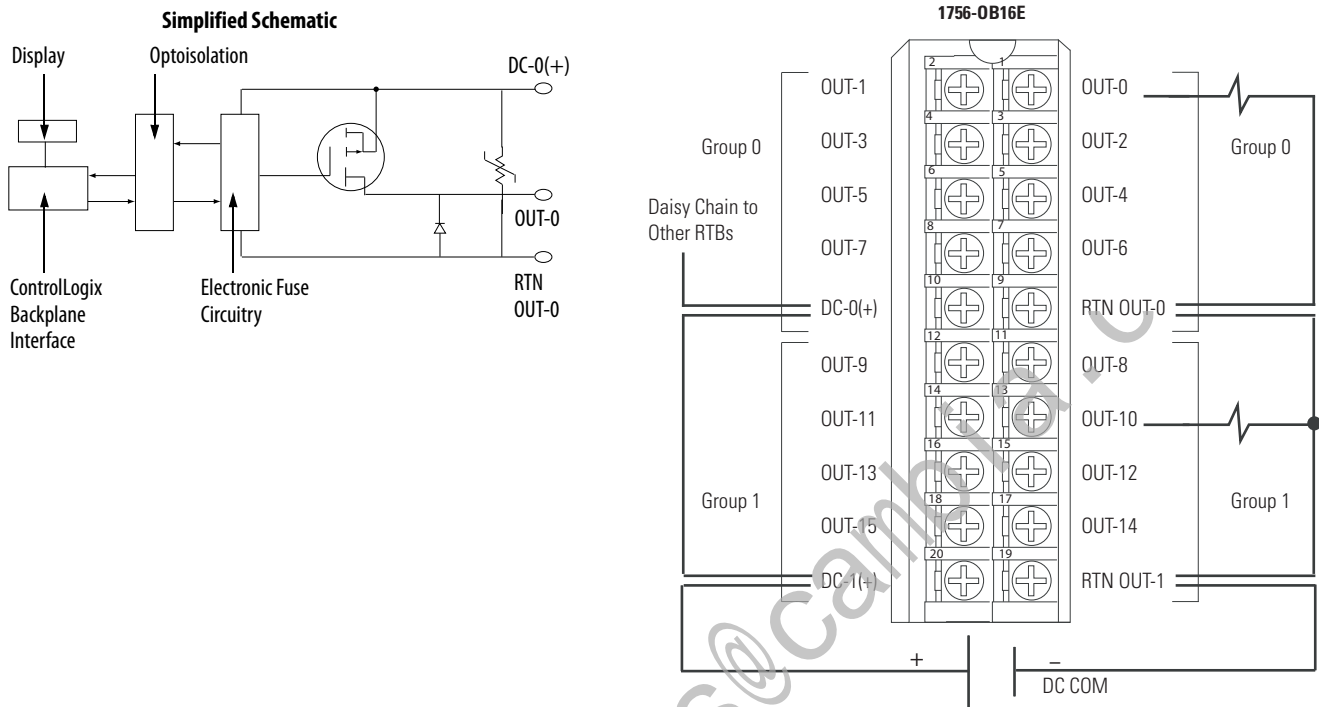 Simplified Schematic
Display
Optoisolation
DC-0(+)
OUT-0
RTN
OUT-0
ControlLogix
Backplane
Interface
Electronic Fuse
Circuitry
1756-OB16E
2 1
OUT-1 OUT-0
4 3
Group 0 OUT-3 OUT-2 Group 0
6 5
OUT-5 OUT-4
Daisy Chain to
Other RTBs
8 7
OUT-7 OUT-6
10 9
DC-0(+) RTN OUT-0
12 11
OUT-9 OUT-8
14 13
OUT-11 OUT-10
16 15
OUT-13 OUT-12
18 17
Group 1 OUT-15 OUT-14 Group 1
20 19
DC-1(+) RTN OUT-1
+ –
DC COM
s@cambia.c